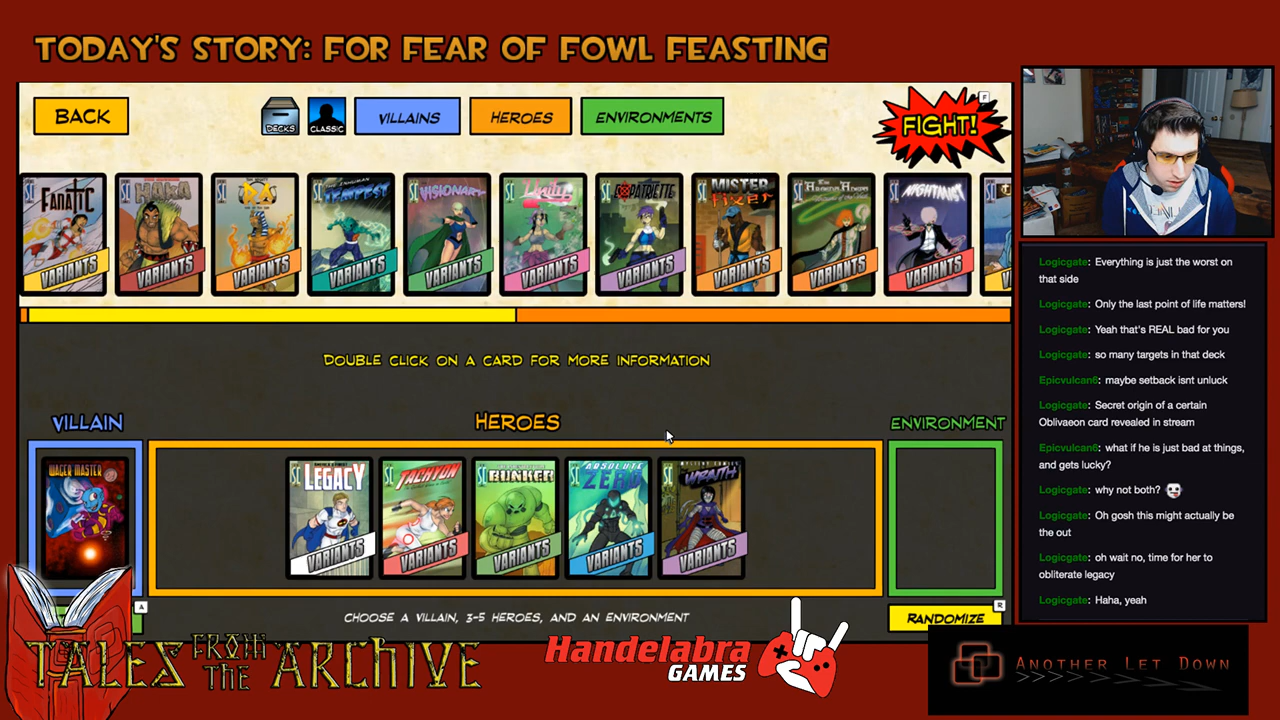 TODAY'S STORY: FOR FEAR OF FOWL FEASTING
BACK
DECKS
CLASSIC
VILLAINS
HEROES
ENVIRONMENTS
FIGHT!
F
FANATIC
HAKA
RA
TEMPEST
VISIONARY
UNITY
EXPATRIETTE
MISTER FIXER
THE ARGENT ADEPT
NIGHTMIST
VARIANTS
VARIANTS
VARIANTS
VARIANTS
VARIANTS
VARIANTS
VARIANTS
VARIANTS
VARIANTS
VARIANTS
DOUBLE CLICK ON A CARD FOR MORE INFORMATION
VILLAIN
HEROES
ENVIRONMENT
WAGER MASTER
LEGACY
TACHYON
BUNKER
ABSOLUTE ZERO
WRAITH
VARIANTS
VARIANTS
VARIANTS
VARIANTS
VARIANTS
A
CHOOSE A VILLAIN, 3-5 HEROES, AND AN ENVIRONMENT
R
RANDOMIZE
TALES FROM THE ARCHIVE
Handelabra
GAMES
ANOTHER LET DOWN
Logicgate: Everything is just the worst on
that side
Logicgate: Only the last point of life matters!
Logicgate: Yeah that's REAL bad for you
Logicgate: so many targets in that deck
Epicvulcan6: maybe setback isnt unluck
Logicgate: Secret origin of a certain
Oblivaeon card revealed in stream
Epicvulcan6: what if he is just bad at things,
and gets lucky?
Logicgate: why not both?
Logicgate: Oh gosh this might actually be
the out
Logicgate: oh wait no, time for her to
obliterate legacy
Logicgate: Haha, yeah